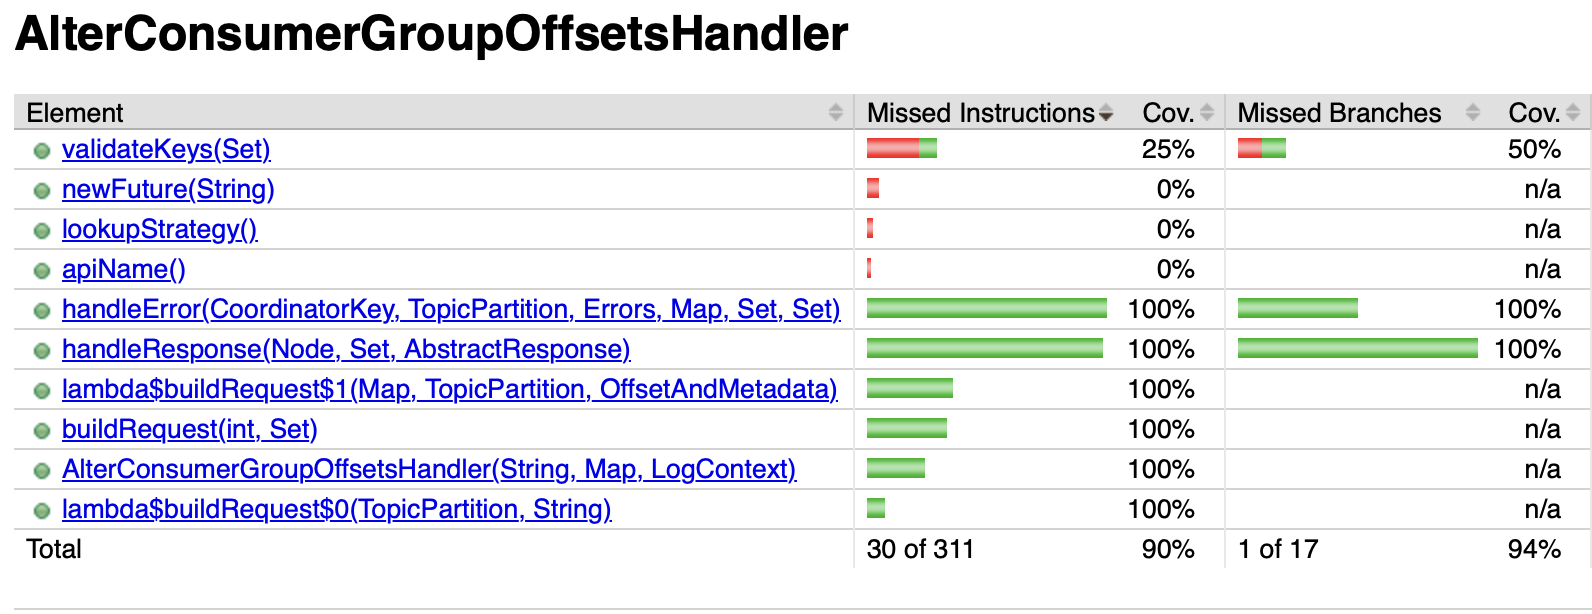 AlterConsumerGroupOffsetsHandler
Element Missed Instructions Cov. Missed Branches Cov.
validateKeys(Set) 25% 50%
newFuture(String) 0% n/a
lookupStrategy() 0% n/a
apiName() 0% n/a
handleError(CoordinatorKey, TopicPartition, Errors, Map, Set, Set) 100% 100%
handleResponse(Node, Set, AbstractResponse) 100% 100%
lambda$buildRequest$1(Map, TopicPartition, OffsetAndMetadata) 100% n/a
buildRequest(int, Set) 100% n/a
AlterConsumerGroupOffsetsHandler(String, Map, LogContext) 100% n/a
lambda$buildRequest$0(TopicPartition, String) 100% n/a
Total 30 of 311 90% 1 of 17 94%